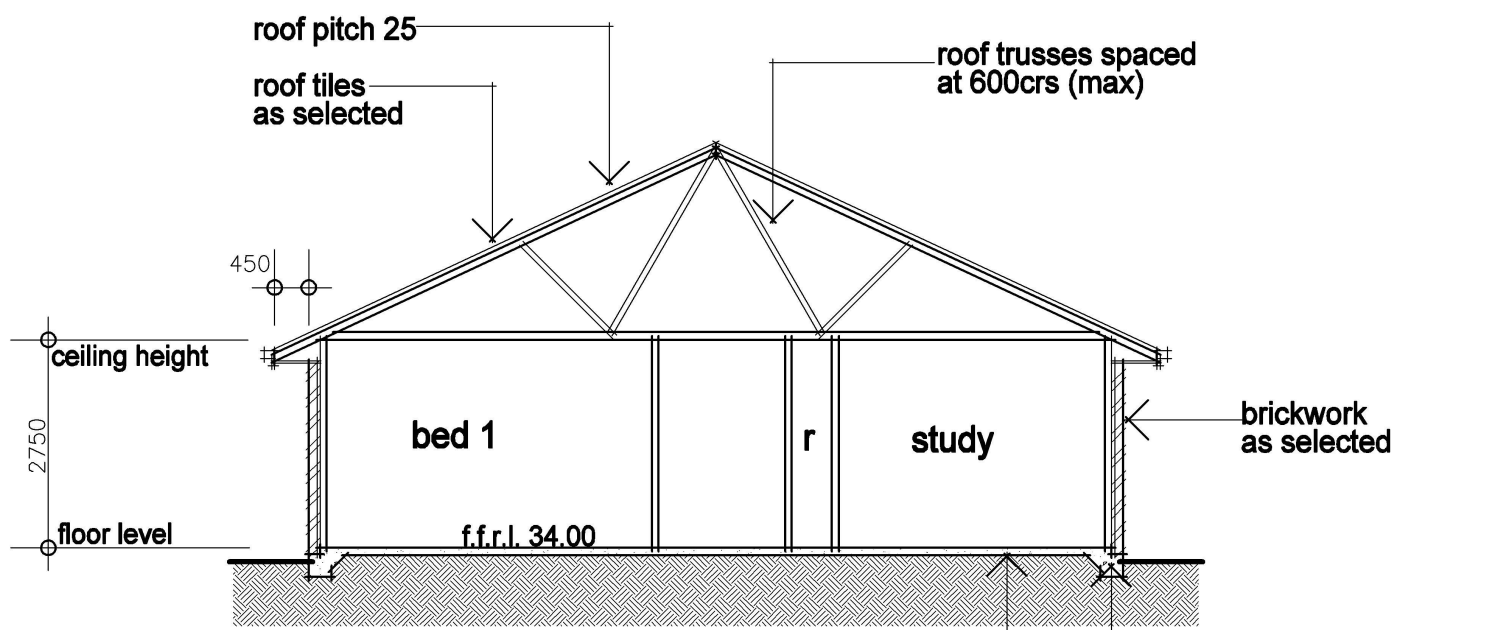 roof pitch 25
roof tiles
as selected
roof trusses spaced
at 600crs (max)
450
ceiling height
2750
bed 1
r
study
brickwork
as selected
floor level
f.f.r.l. 34.00